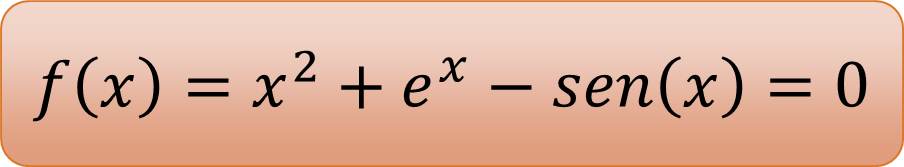 f(x) = x² + eˣ − sen(x) = 0